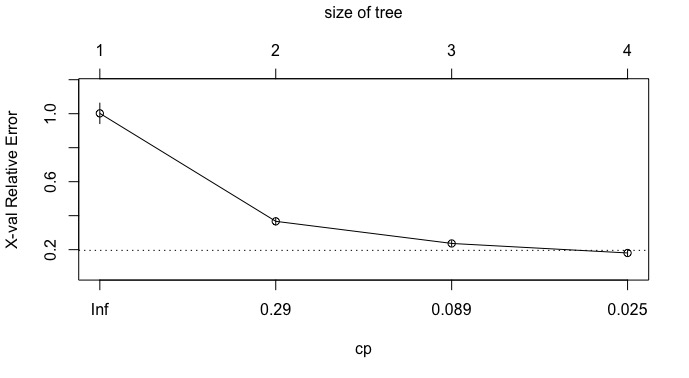 size of tree
1 2 3 4
X-val Relative Error
1.0
0.6
0.2
Inf 0.29 0.089 0.025
cp